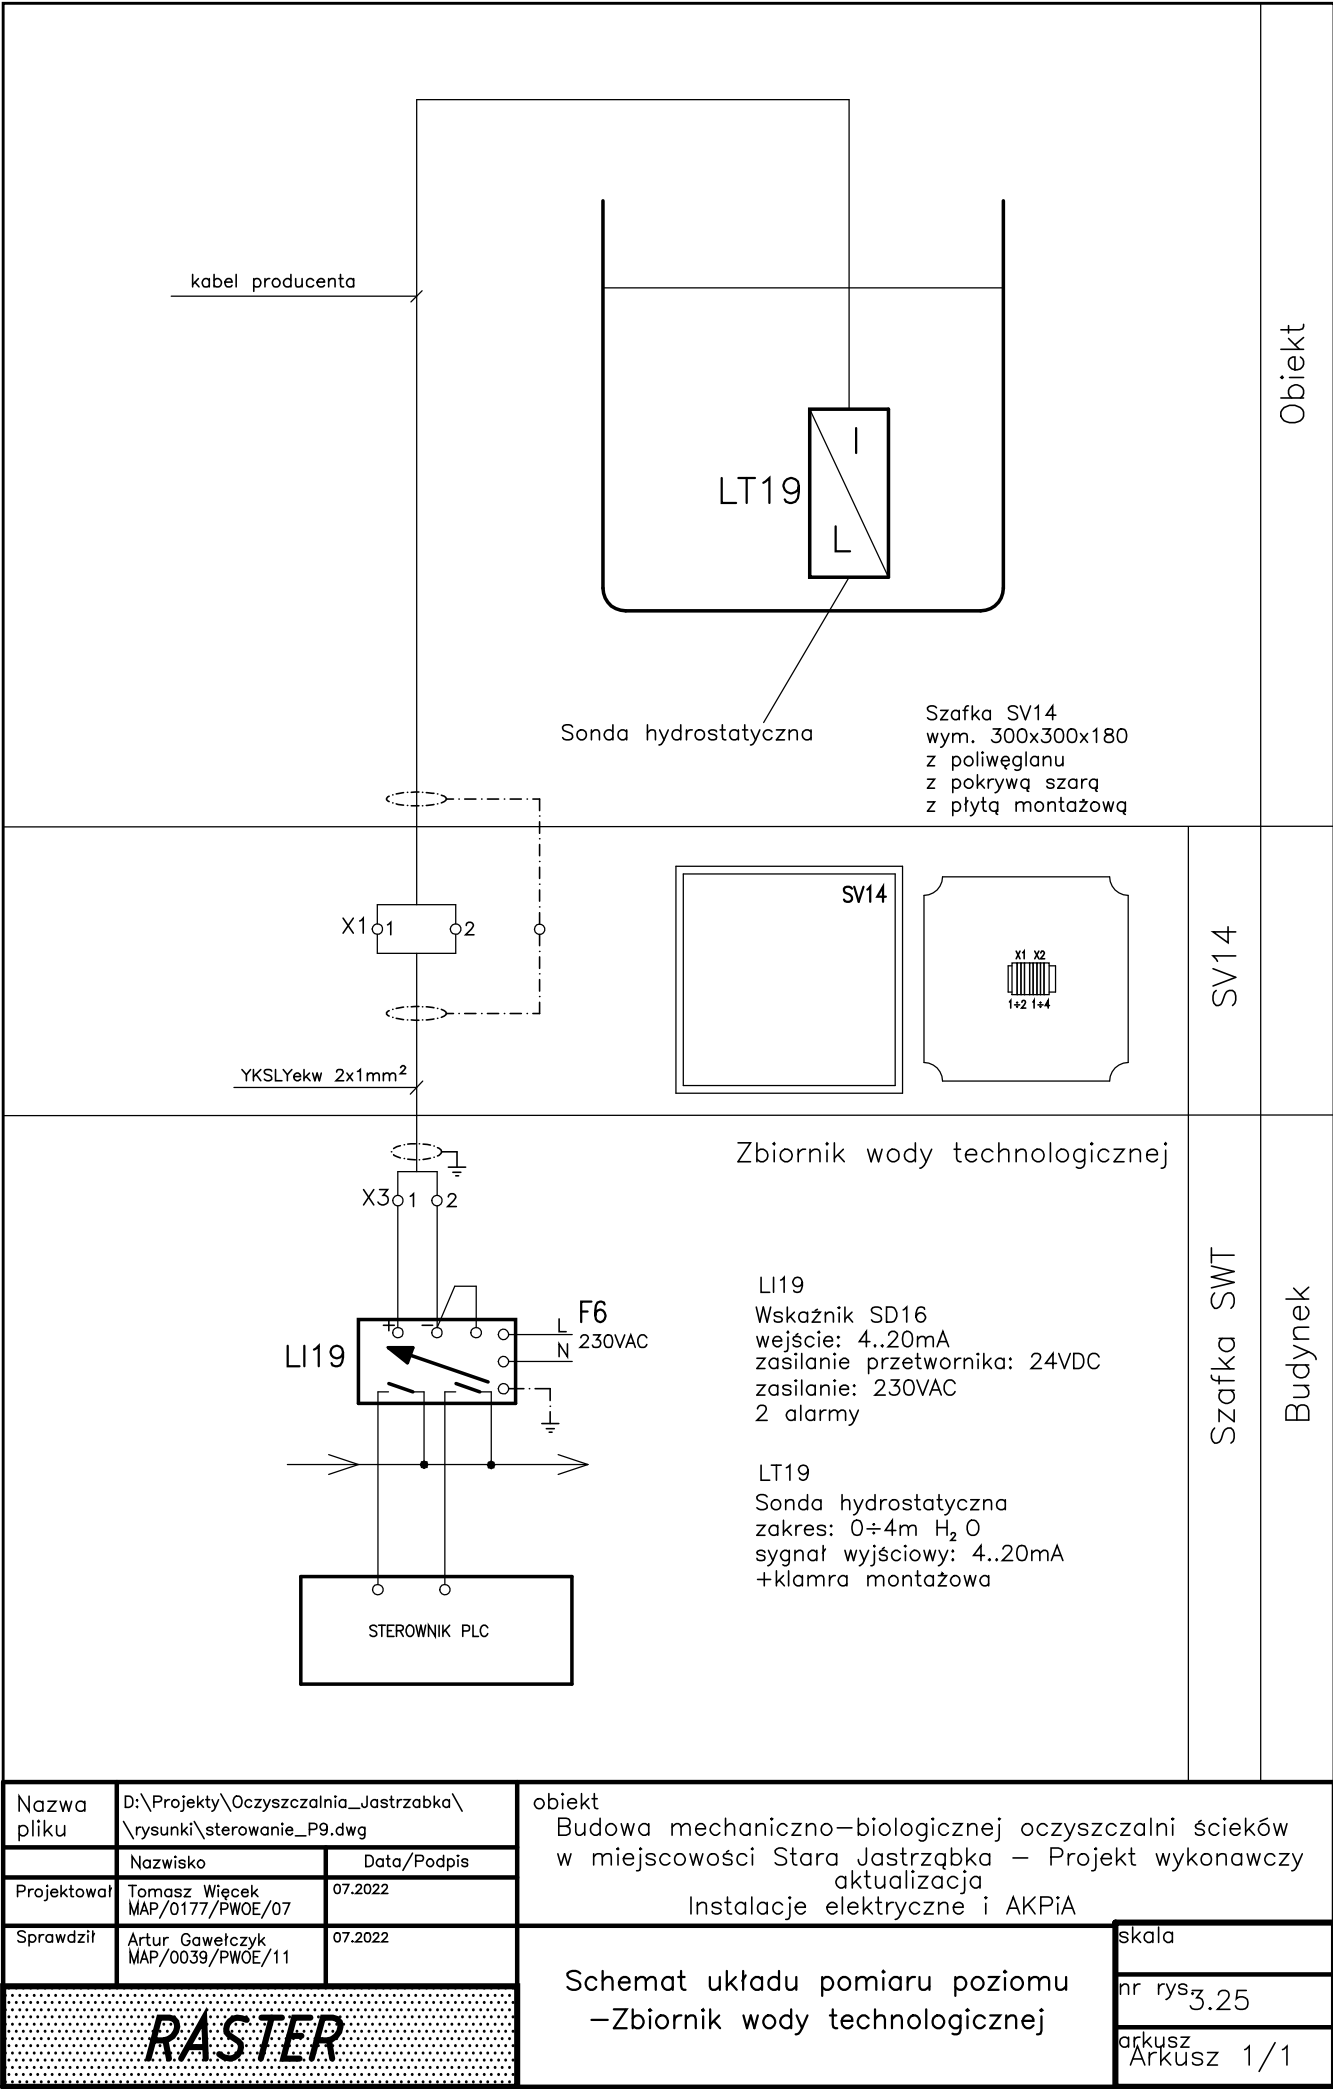 kabel producenta
Obiekt
LT19
I
L
Sonda hydrostatyczna
Szafka SV14
wym. 300x300x180
z poliwęglanu
z pokrywą szarą
z płytą montażową
X1
1
2
SV14
X1 X2
1÷2 1÷4
SV14
YKSLYekw 2x1mm²
Zbiornik wody technologicznej
X3
1
2
Szafka SWT
Budynek
LI19
+ −
L
N
F6
230VAC
LI19
Wskaźnik SD16
wejście: 4..20mA
zasilanie przetwornika: 24VDC
zasilanie: 230VAC
2 alarmy
LT19
Sonda hydrostatyczna
zakres: 0÷4m H₂O
sygnał wyjściowy: 4..20mA
+klamra montażowa
STEROWNIK PLC
Nazwa
pliku
D:\Projekty\Oczyszczalnia_Jastrzabka\
\rysunki\sterowanie_P9.dwg
Nazwisko
Data/Podpis
Projektował
Tomasz Więcek
MAP/0177/PWOE/07
07.2022
Sprawdził
Artur Gawełczyk
MAP/0039/PWOE/11
07.2022
RASTER
obiekt
Budowa mechaniczno−biologicznej oczyszczalni ścieków
w miejscowości Stara Jastrząbka − Projekt wykonawczy
aktualizacja
Instalacje elektryczne i AKPiA
Schemat układu pomiaru poziomu
−Zbiornik wody technologicznej
skala
nr rys.
3.25
arkusz
Arkusz 1/1